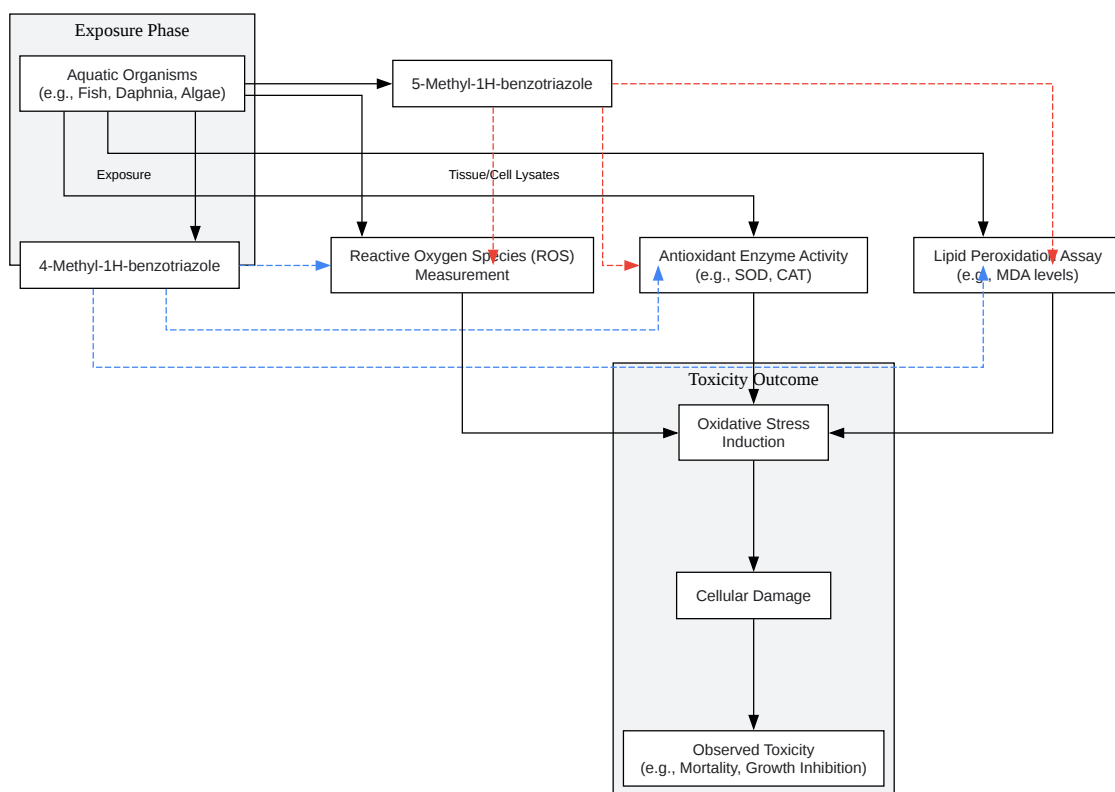 Exposure Phase
Aquatic Organisms
(e.g., Fish, Daphnia, Algae)
5-Methyl-1H-benzotriazole
Exposure
Tissue/Cell Lysates
4-Methyl-1H-benzotriazole
Reactive Oxygen Species (ROS)
Measurement
Antioxidant Enzyme Activity
(e.g., SOD, CAT)
Lipid Peroxidation Assay
(e.g., MDA levels)
Toxicity Outcome
Oxidative Stress
Induction
Cellular Damage
Observed Toxicity
(e.g., Mortality, Growth Inhibition)